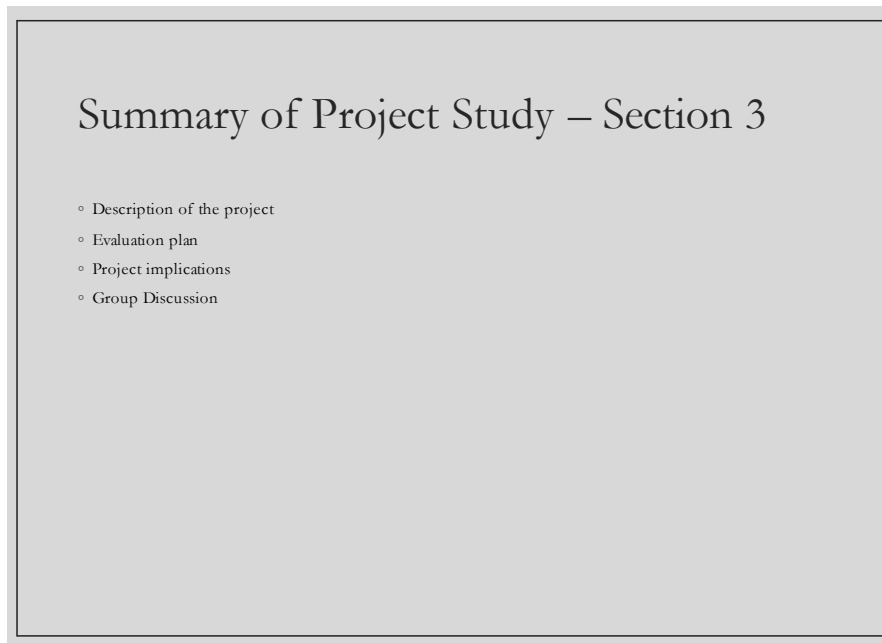 Summary of Project Study – Section 3
◦ Description of the project
◦ Evaluation plan
◦ Project implications
◦ Group Discussion